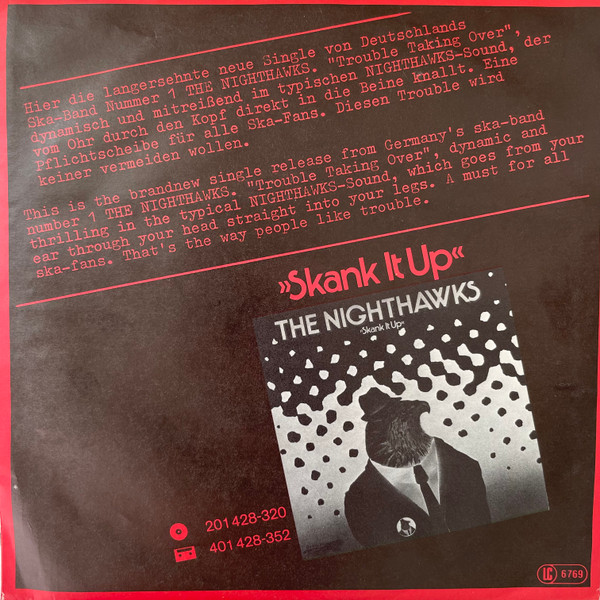 Hier die langersehnte neue Single von Deutschlands
Ska-Band Nummer 1 THE NIGHTHAWKS. "Trouble Taking Over",
dynamisch und mitreißend im typischen NIGHTHAWKS-Sound, der
vom Ohr durch den Kopf direkt in die Beine knallt. Eine
Pflichtscheibe für alle Ska-Fans. Diesen Trouble wird
keiner vermeiden wollen.
This is the brandnew single release from Germany's ska-band
number 1 THE NIGHTHAWKS. "Trouble Taking Over", dynamic and
thrilling in the typical NIGHTHAWKS-Sound, which goes from your
ear through your head straight into your legs. A must for all
ska-fans. That's the way people like trouble.
»Skank It Up«
THE NIGHTHAWKS
»Skank It Up«
201 428-320
401 428-352
LC 6769